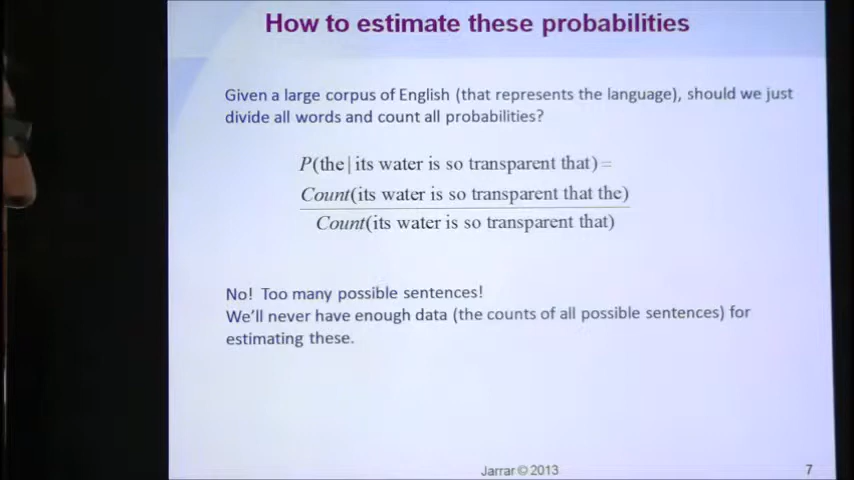 How to estimate these probabilities
Given a large corpus of English (that represents the language), should we just
divide all words and count all probabilities?
P(the | its water is so transparent that) =
Count(its water is so transparent that the)
Count(its water is so transparent that)
No! Too many possible sentences!
We'll never have enough data (the counts of all possible sentences) for
estimating these.
Jarrar © 2013
7